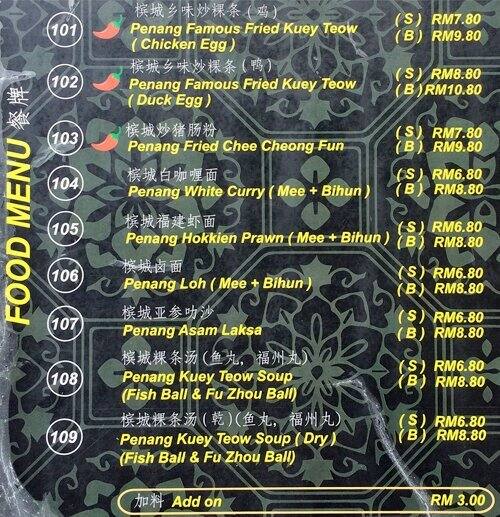 FOOD MENU 餐牌
101 槟城乡味炒粿条（鸡） ( S ) RM7.80
Penang Famous Fried Kuey Teow ( B ) RM9.80
( Chicken Egg )
102 槟城乡味炒粿条（鸭） ( S ) RM8.80
Penang Famous Fried Kuey Teow ( B ) RM10.80
( Duck Egg )
103 槟城炒猪肠粉 ( S ) RM7.80
Penang Fried Chee Cheong Fun ( B ) RM9.80
104 槟城白咖喱面 ( S ) RM6.80
Penang White Curry ( Mee + Bihun ) ( B ) RM8.80
105 槟城福建虾面 ( S ) RM6.80
Penang Hokkien Prawn ( Mee + Bihun ) ( B ) RM8.80
106 槟城卤面 ( S ) RM6.80
Penang Loh ( Mee + Bihun ) ( B ) RM8.80
107 槟城亚参叻沙 ( S ) RM6.80
Penang Asam Laksa ( B ) RM8.80
108 槟城粿条汤 (鱼丸，福州丸) ( S ) RM6.80
Penang Kuey Teow Soup ( B ) RM8.80
(Fish Ball & Fu Zhou Ball)
109 槟城粿条汤 (乾) (鱼丸，福州丸) ( S ) RM6.80
Penang Kuey Teow Soup ( Dry ) ( B ) RM8.80
(Fish Ball & Fu Zhou Ball)
加料 Add on RM 3.00